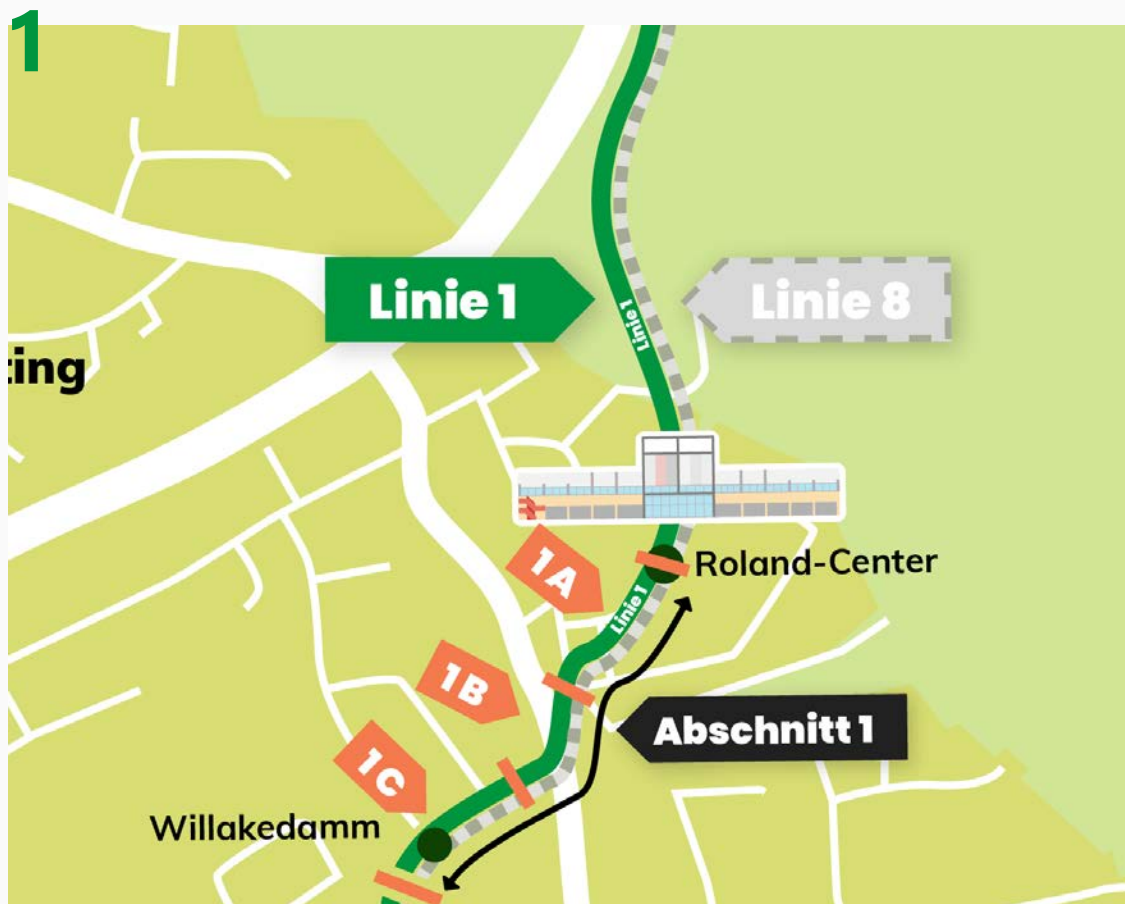 1
Linie 1
Linie 8
Linie 1
ting
Roland-Center
1A
Linie 1
1B
Abschnitt 1
1C
Willakedamm